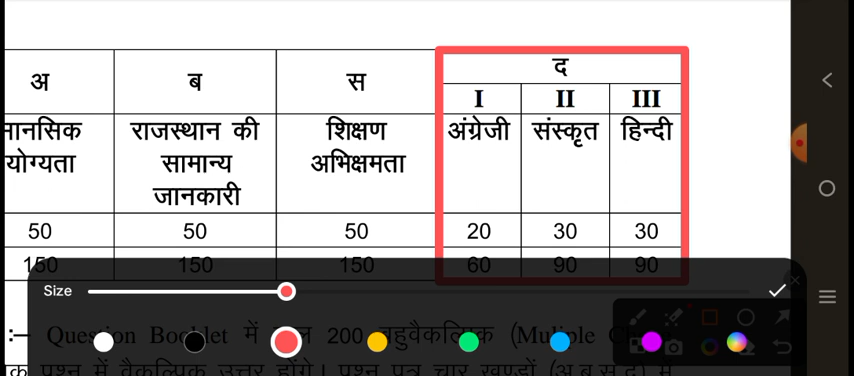 अ ब स द
I II III
मानसिक राजस्थान की शिक्षण अंग्रेजी संस्कृत हिन्दी
योग्यता सामान्य अभिक्षमता
जानकारी
50 50 50 20 30 30
150 150 150 60 90 90
Size
:– Question Booklet में 200 बहुवैकल्पिक (Muliple
प्रश्न में वैकल्पिक उत्तर होंगे। प्रश्न पत्र चार खण्डों (अ,ब,स,द) में